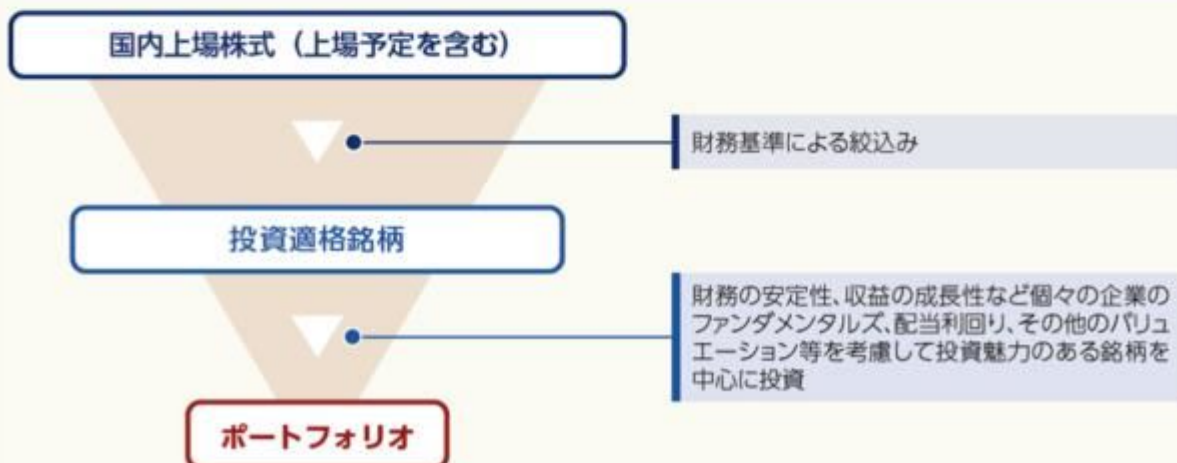 国内上場株式（上場予定を含む）
財務基準による絞込み
投資適格銘柄
財務の安定性、収益の成長性など個々の企業の
ファンダメンタルズ、配当利回り、その他のバリュ
エーション等を考慮して投資魅力のある銘柄を
中心に投資
ポートフォリオ